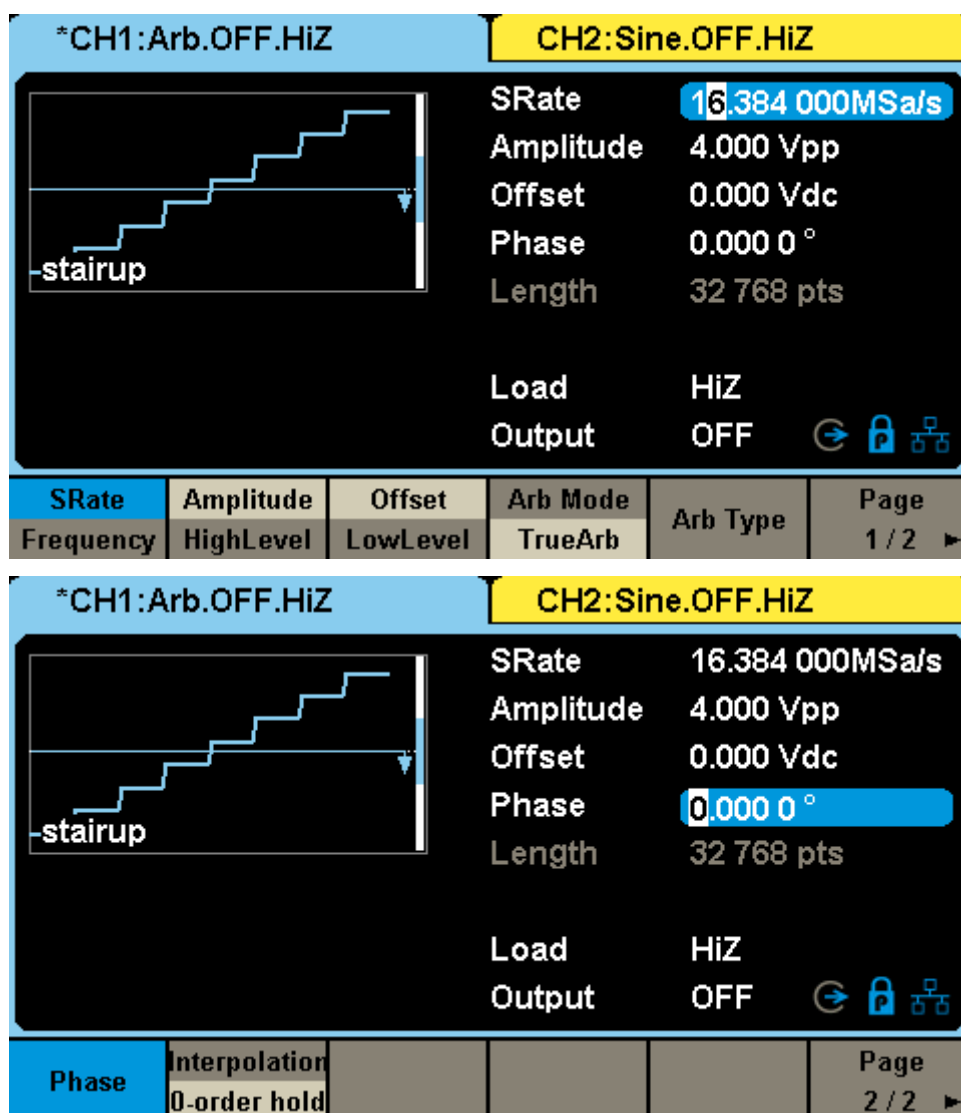 *CH1:Arb.OFF.HiZ CH2:Sine.OFF.HiZ
SRate 16.384 000MSa/s
Amplitude 4.000 Vpp
Offset 0.000 Vdc
Phase 0.000 0 °
-stairup
Length 32 768 pts
Load HiZ
Output OFF P
SRate Amplitude Offset Arb Mode Arb Type Page
Frequency HighLevel LowLevel TrueArb 1 / 2 ►
*CH1:Arb.OFF.HiZ CH2:Sine.OFF.HiZ
SRate 16.384 000MSa/s
Amplitude 4.000 Vpp
Offset 0.000 Vdc
Phase 0.000 0 °
-stairup
Length 32 768 pts
Load HiZ
Output OFF P
Phase Interpolation Page
0-order hold 2 / 2 ►